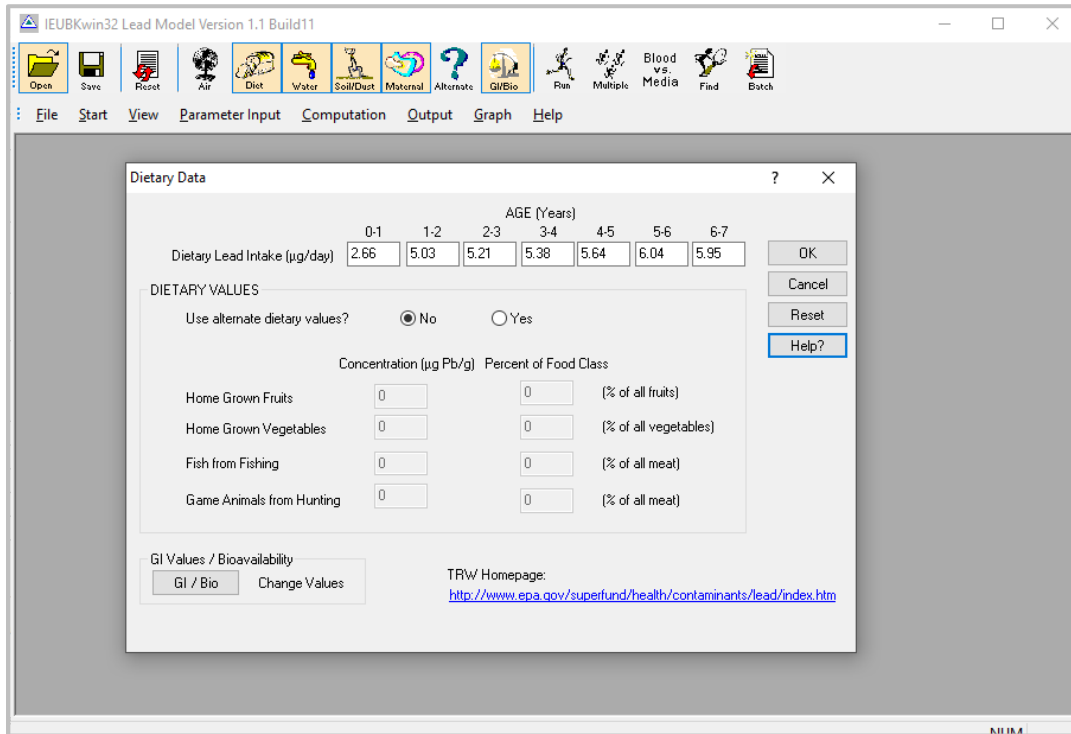 IEUBKwin32 Lead Model Version 1.1 Build11
Open Save Reset Air Diet Water Soil/Dust Maternal Alternate GI/Bio Run Multiple Blood vs. Media Find Batch
File Start View Parameter Input Computation Output Graph Help
Dietary Data ?
AGE (Years)
0-1 1-2 2-3 3-4 4-5 5-6 6-7
Dietary Lead Intake (µg/day) 2.66 5.03 5.21 5.38 5.64 6.04 5.95
OK
Cancel
DIETARY VALUES
Use alternate dietary values? No Yes
Reset
Help?
Concentration (µg Pb/g) Percent of Food Class
Home Grown Fruits 0 0 (% of all fruits)
Home Grown Vegetables 0 0 (% of all vegetables)
Fish from Fishing 0 0 (% of all meat)
Game Animals from Hunting 0 0 (% of all meat)
GI Values / Bioavailability
GI / Bio Change Values
TRW Homepage:
http://www.epa.gov/superfund/health/contaminants/lead/index.htm
NUM